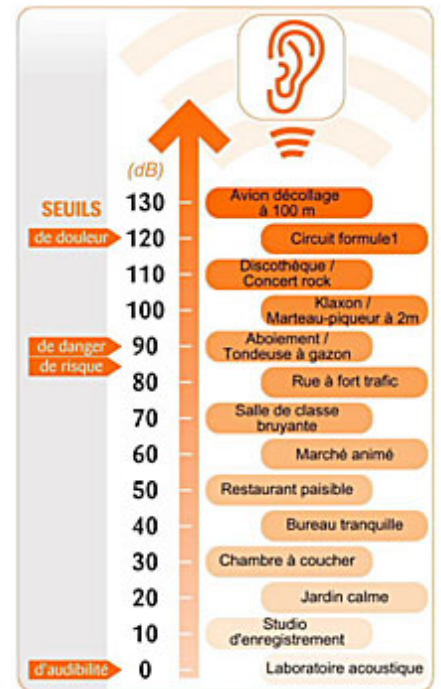 (dB)
SEUILS
130
Avion décollage
à 100 m
de douleur
120
Circuit formule1
110
Discothèque /
Concert rock
100
Klaxon /
Marteau-piqueur à 2m
de danger
90
Aboiement /
Tondeuse à gazon
de risque
80
Rue à fort trafic
70
Salle de classe
bruyante
60
Marché animé
50
Restaurant paisible
40
Bureau tranquille
30
Chambre à coucher
20
Jardin calme
10
Studio
d'enregistrement
d'audibilité
0
Laboratoire acoustique